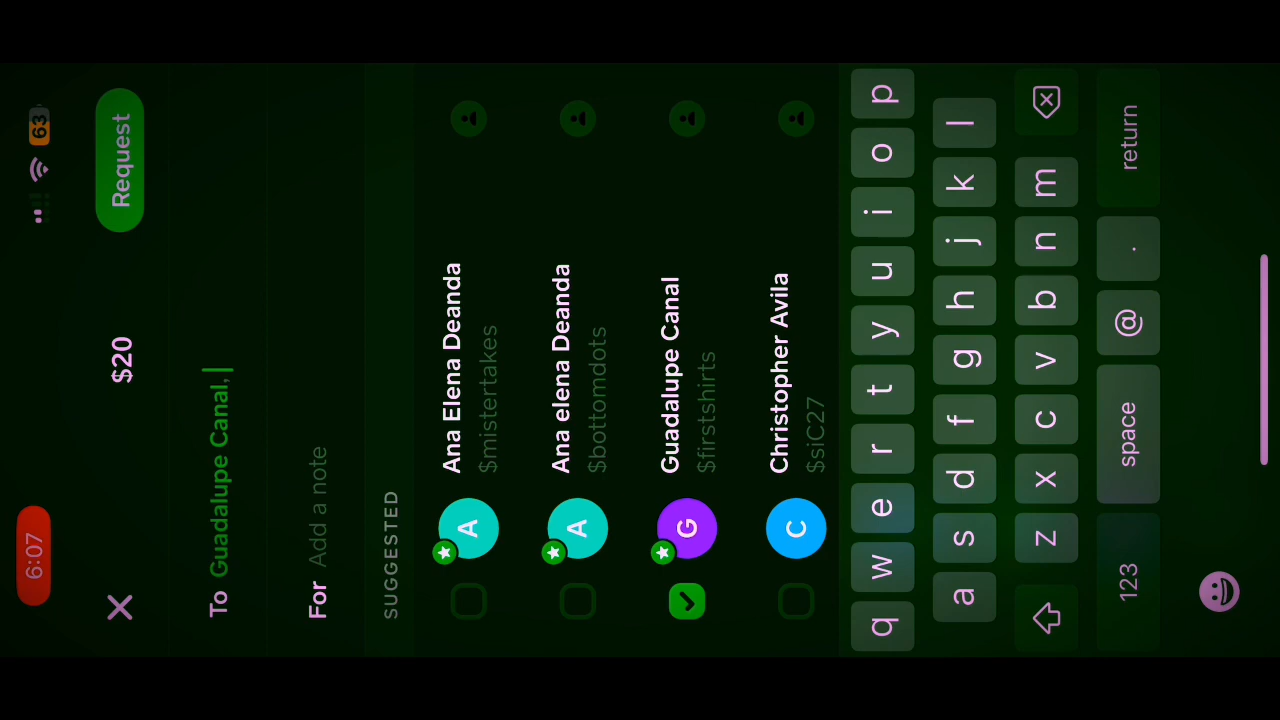 6:07
63
$20
Request
To Guadalupe Canal,
For Add a note
SUGGESTED
A
Ana Elena Deanda
$mistertakes
A
Ana elena Deanda
$bottomdots
G
Guadalupe Canal
$firstshirts
C
Christopher Avila
$siC27
q w e r t y u i o p
a s d f g h j k l
z x c v b n m
123 space @ . return